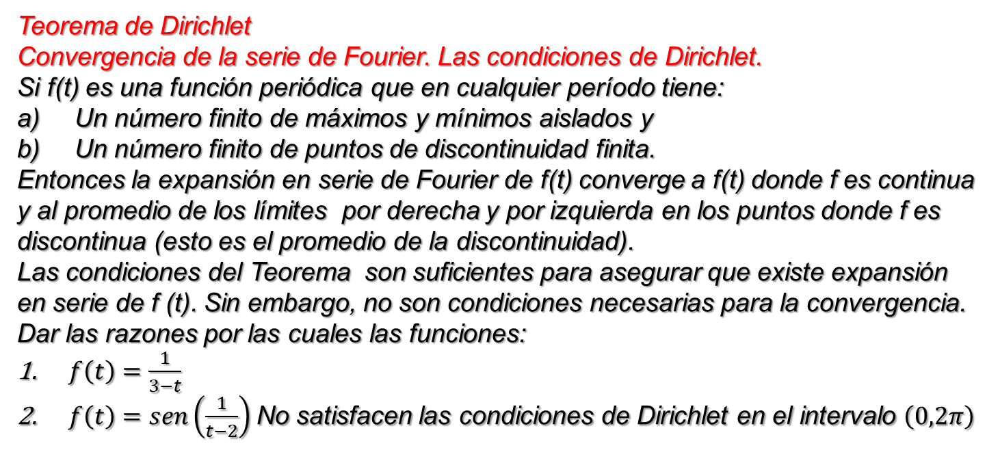 Teorema de Dirichlet
Convergencia de la serie de Fourier. Las condiciones de Dirichlet.
Si f(t) es una función periódica que en cualquier período tiene:
a) Un número finito de máximos y mínimos aislados y
b) Un número finito de puntos de discontinuidad finita.
Entonces la expansión en serie de Fourier de f(t) converge a f(t) donde f es continua
y al promedio de los límites por derecha y por izquierda en los puntos donde f es
discontinua (esto es el promedio de la discontinuidad).
Las condiciones del Teorema son suficientes para asegurar que existe expansión
en serie de f (t). Sin embargo, no son condiciones necesarias para la convergencia.
Dar las razones por las cuales las funciones:
1. f(t) = 1/(3−t)
2. f(t) = sen(1/(t−2)) No satisfacen las condiciones de Dirichlet en el intervalo (0,2π)